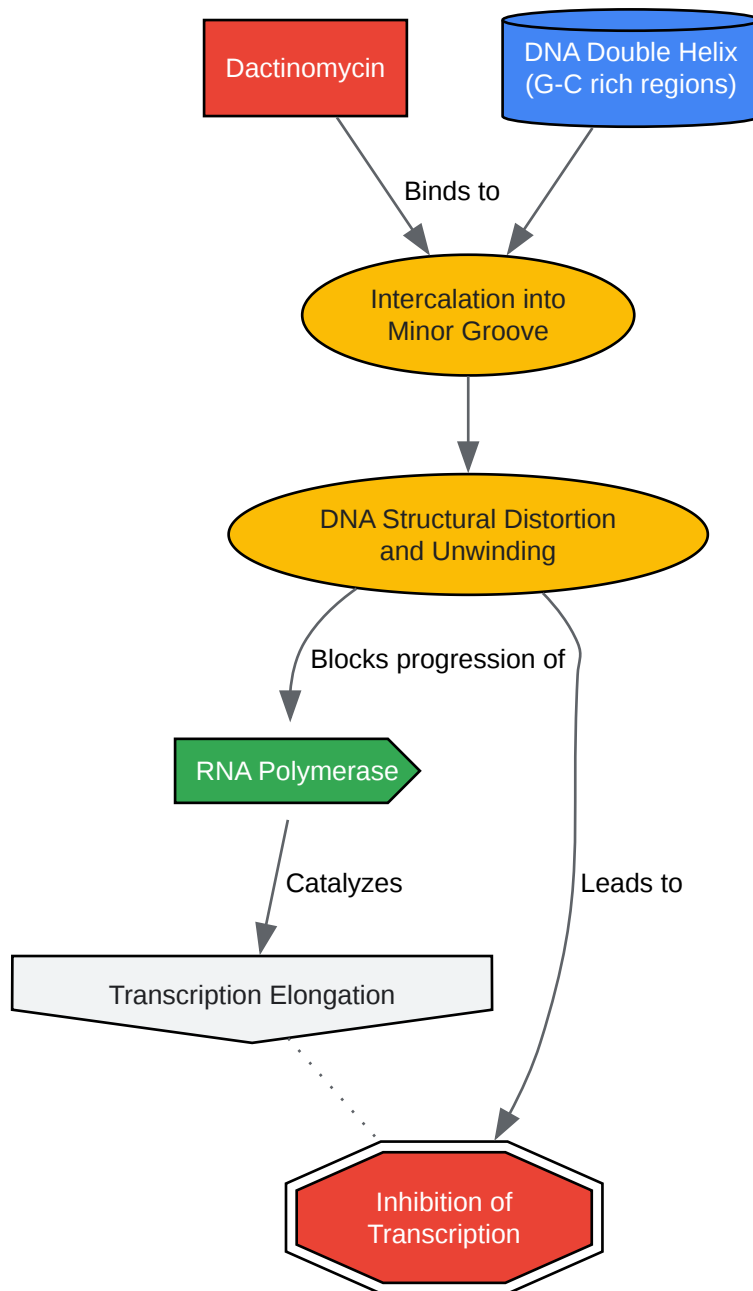 Dactinomycin
DNA Double Helix
(G-C rich regions)
Binds to
Intercalation into
Minor Groove
DNA Structural Distortion
and Unwinding
Blocks progression of
RNA Polymerase
Catalyzes
Leads to
Transcription Elongation
Inhibition of
Transcription